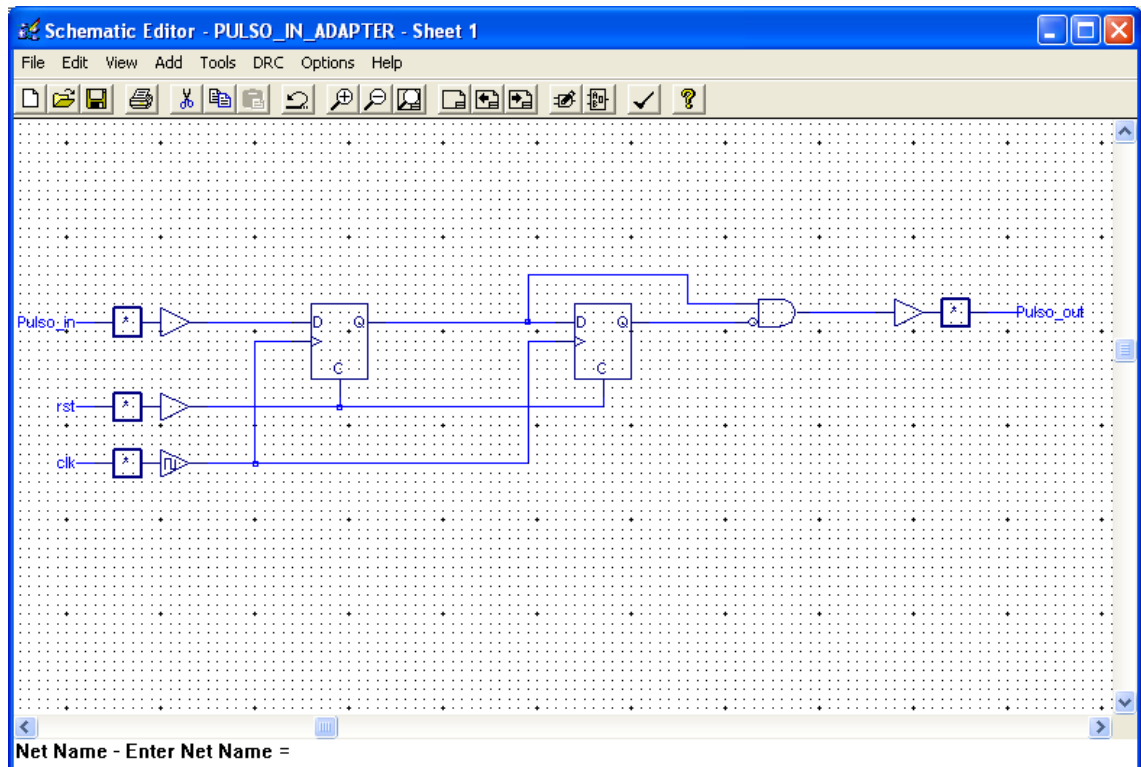 Schematic Editor - PULSO_IN_ADAPTER - Sheet 1
File Edit View Add Tools DRC Options Help
Pulso_in
D Q
C
D Q
C
Pulso_out
rst
clk
Net Name - Enter Net Name =